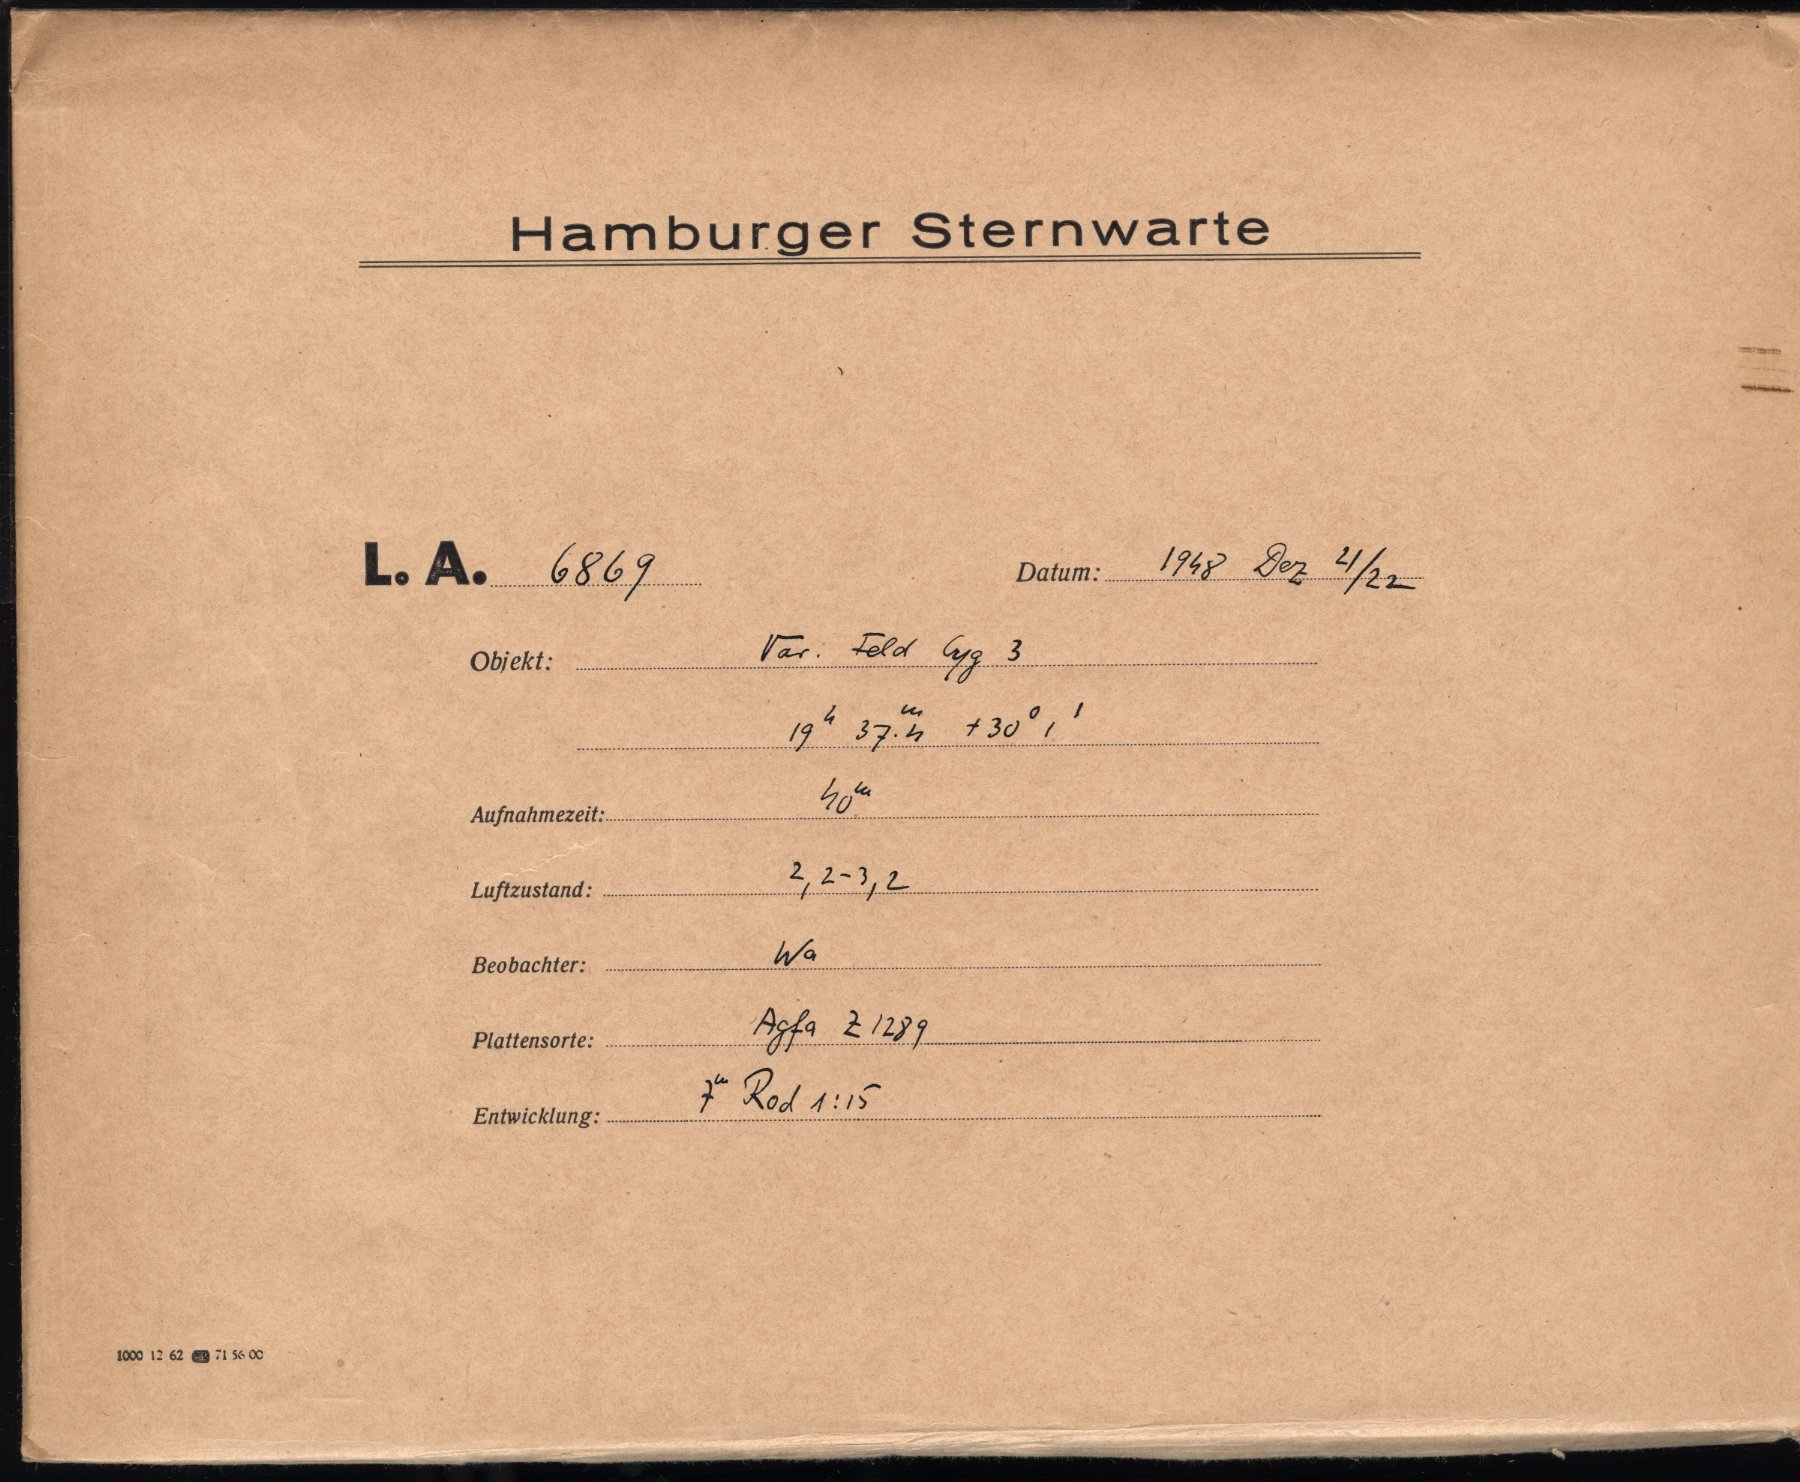 Hamburger Sternwarte
L. A. 6869 Datum: 1948 Dez 21/22
Objekt: Var. Feld Cyg 3
19h 37.m4 +30° 1'
Aufnahmezeit: 40m
Luftzustand: 2,2-3,2
Beobachter: Wa
Plattensorte: Agfa Z 1289
Entwicklung: 7m Rod 1:15
1000 12 62 71 56 00